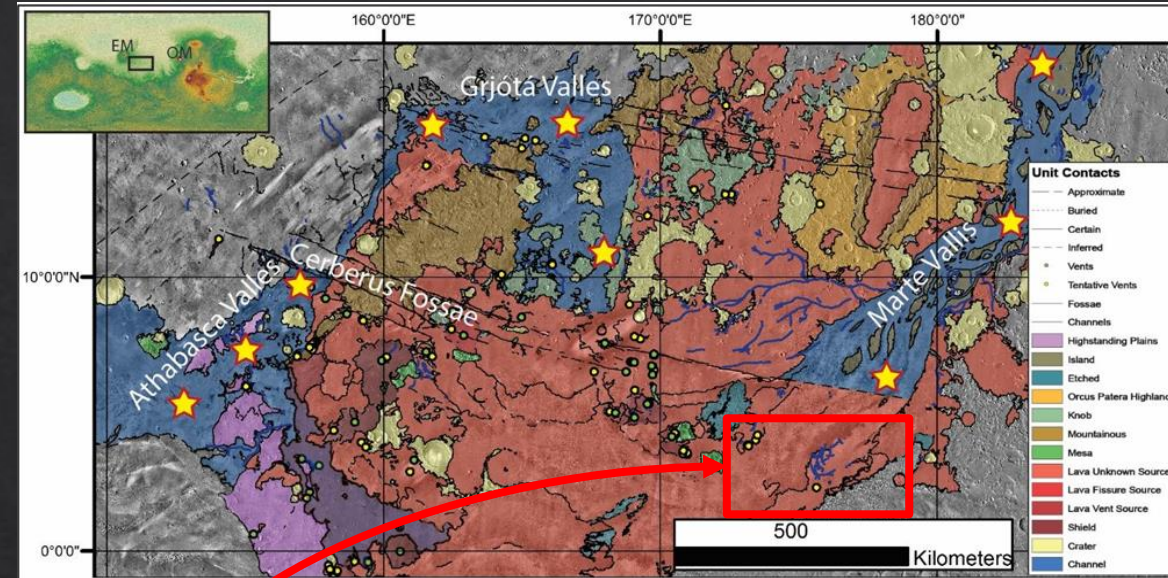 160°0'0"E
170°0'0"E
180°0'0"
EM
OM
Grjótá Valles
Athabasca Valles
Cerberus Fossae
Marte Vallis
10°0'0"N
0°0'0"
500
Kilometers
Unit Contacts
Approximate
Buried
Certain
Inferred
Vents
Tentative Vents
Fossae
Channels
Highstanding Plains
Island
Etched
Orcus Patera Highland
Knob
Mountainous
Mesa
Lava Unknown Source
Lava Fissure Source
Lava Vent Source
Shield
Crater
Channel